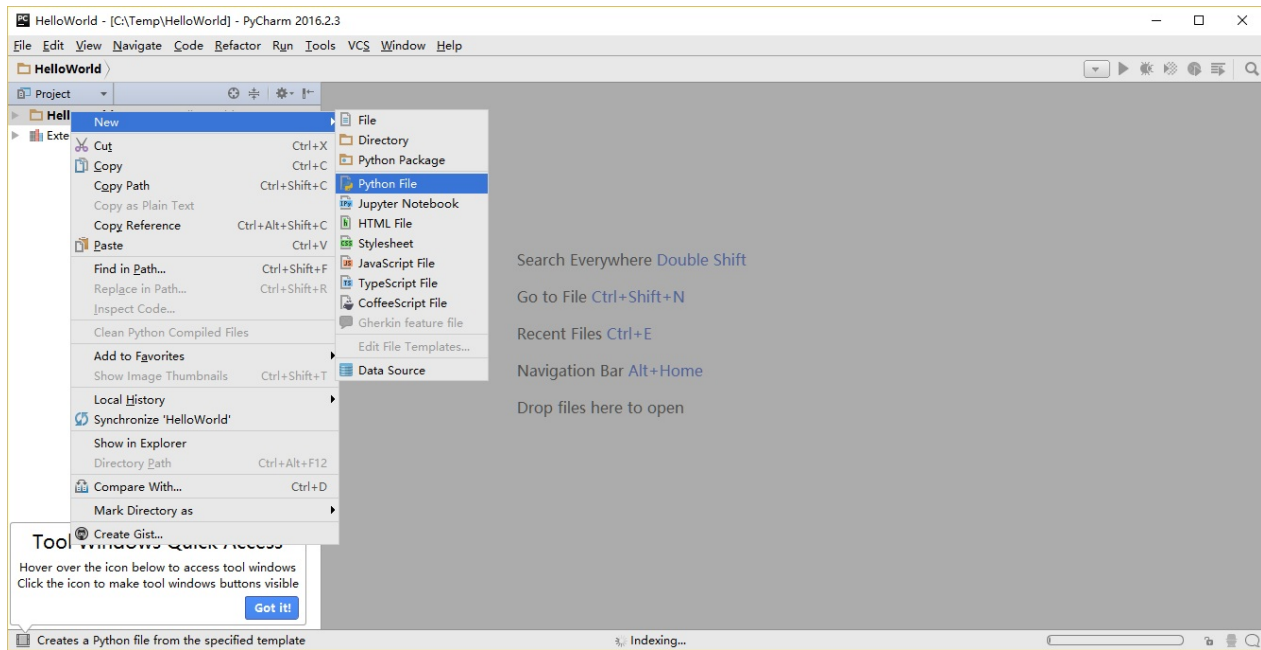 HelloWorld - [C:\Temp\HelloWorld] - PyCharm 2016.2.3
File Edit View Navigate Code Refactor Run Tools VCS Window Help
HelloWorld
Project
Hell
Exte
New
Cut Ctrl+X
Copy Ctrl+C
Copy Path Ctrl+Shift+C
Copy as Plain Text
Copy Reference Ctrl+Alt+Shift+C
Paste Ctrl+V
Find in Path... Ctrl+Shift+F
Replace in Path... Ctrl+Shift+R
Inspect Code...
Clean Python Compiled Files
Add to Favorites
Show Image Thumbnails Ctrl+Shift+T
Local History
Synchronize 'HelloWorld'
Show in Explorer
Directory Path Ctrl+Alt+F12
Compare With... Ctrl+D
Mark Directory as
Create Gist...
File
Directory
Python Package
Python File
Jupyter Notebook
HTML File
Stylesheet
JavaScript File
TypeScript File
CoffeeScript File
Gherkin feature file
Edit File Templates...
Data Source
Search Everywhere Double Shift
Go to File Ctrl+Shift+N
Recent Files Ctrl+E
Navigation Bar Alt+Home
Drop files here to open
Tool Windows Quick Access
Hover over the icon below to access tool windows
Click the icon to make tool windows buttons visible
Got it!
Creates a Python file from the specified template
Indexing...